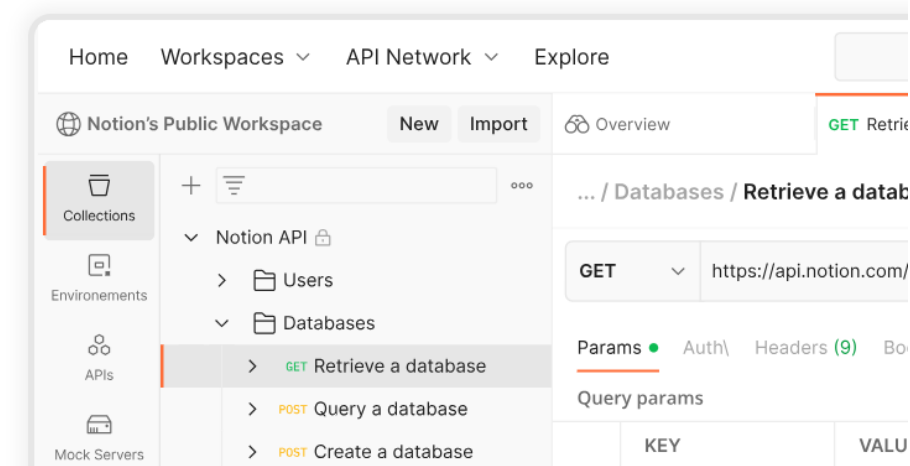 Home Workspaces API Network Explore
Notion's Public Workspace New Import
Overview
GET
Collections
... / Databases / Retrieve a
Notion API
GET https://api.notion.com/
Users
Environements
Databases
Params Auth\ Headers (9)
GET Retrieve a database
APIs
Query params
POST Query a database
KEY
POST Create a database
Mock Servers